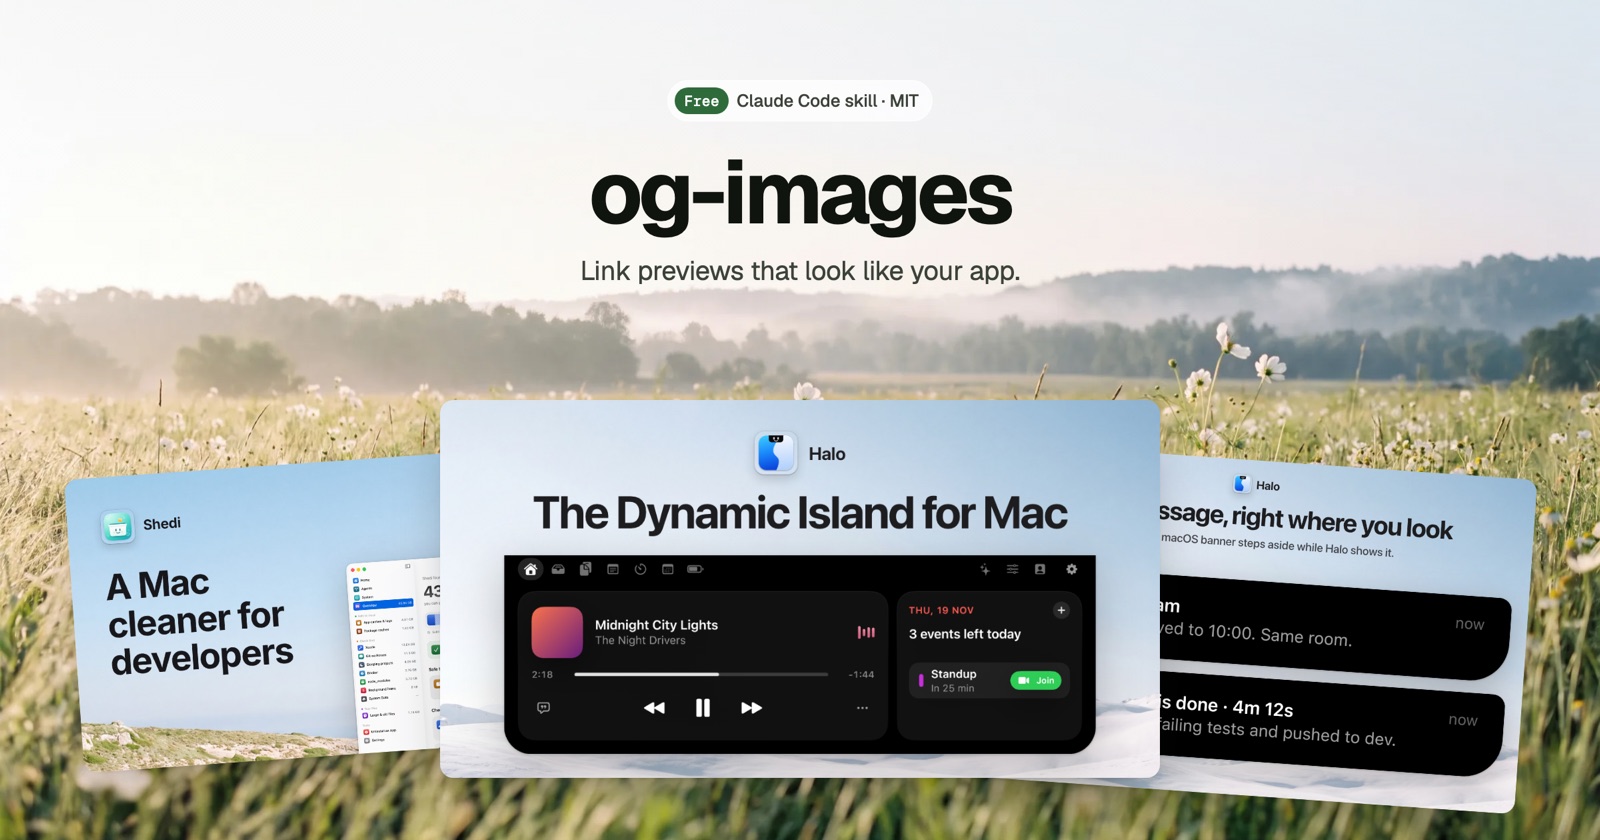 Free Claude Code skill · MIT
og-images
Link previews that look like your app.
Shedi
A Mac
cleaner for
developers
43
Halo
The Dynamic Island for Mac
Midnight City Lights
The Night Drivers
2:18
-1:44
THU, 19 NOV
3 events left today
Standup
In 25 min
Join
Halo
ssage, right where you look
macOS banner steps aside while Halo shows it.
am
now
ved to 10:00. Same room.
is done · 4m 12s
now
failing tests and pushed to dev.